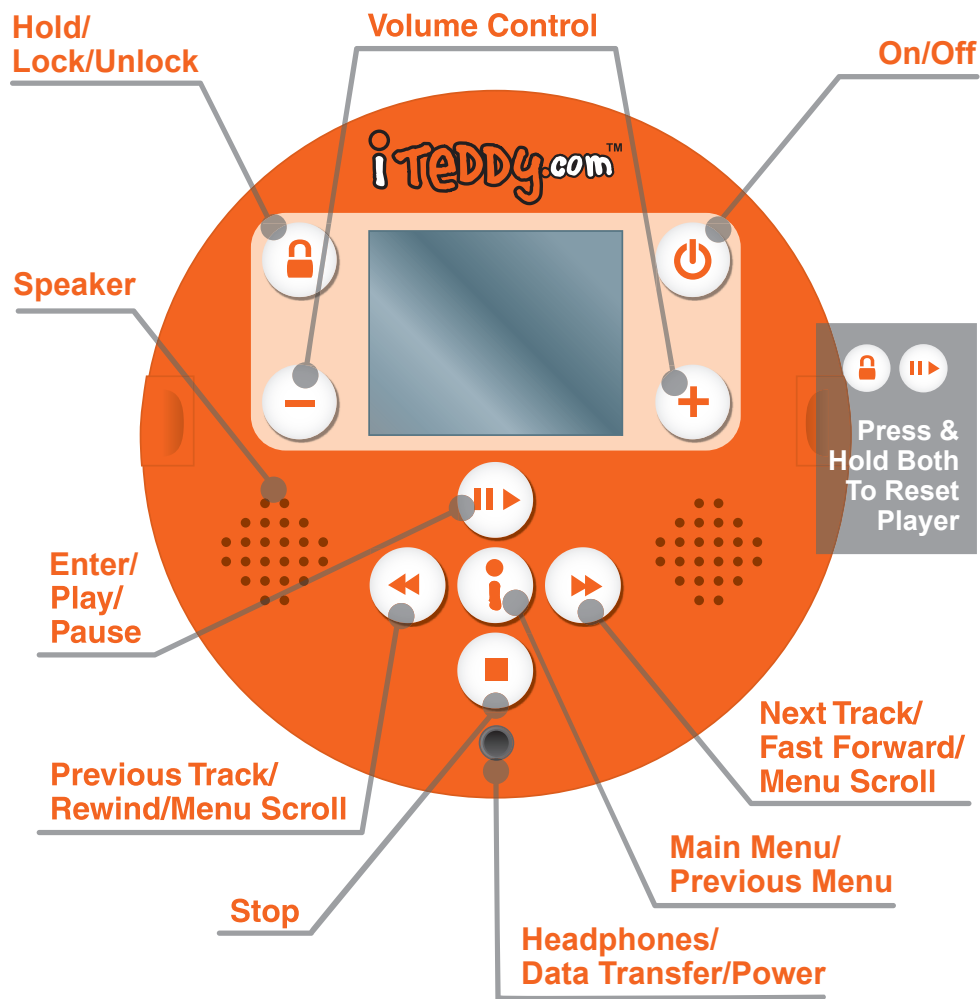 Hold/
Lock/Unlock
Volume Control
On/Off
iTEDDY.com™
Speaker
Press &
Hold Both
To Reset
Player
Enter/
Play/
Pause
Next Track/
Fast Forward/
Menu Scroll
Previous Track/
Rewind/Menu Scroll
Main Menu/
Previous Menu
Stop
Headphones/
Data Transfer/Power